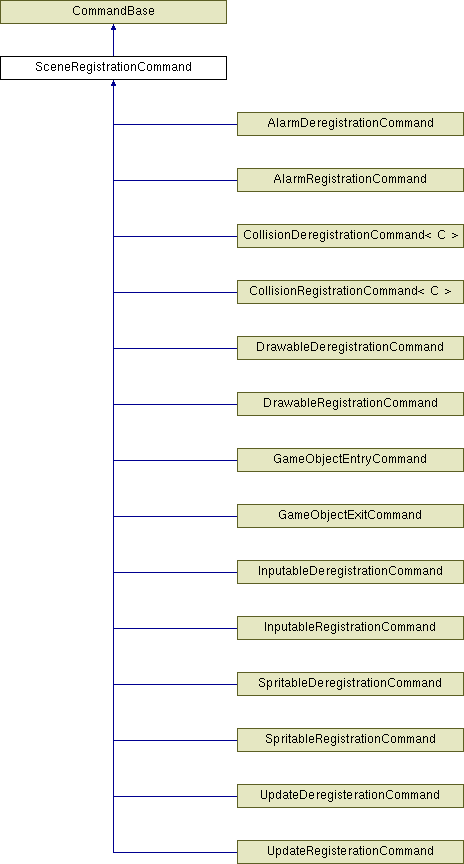 CommandBase
SceneRegistrationCommand
AlarmDeregistrationCommand
AlarmRegistrationCommand
CollisionDeregistrationCommand< C >
CollisionRegistrationCommand< C >
DrawableDeregistrationCommand
DrawableRegistrationCommand
GameObjectEntryCommand
GameObjectExitCommand
InputableDeregistrationCommand
InputableRegistrationCommand
SpritableDeregistrationCommand
SpritableRegistrationCommand
UpdateDeregisterationCommand
UpdateRegisterationCommand